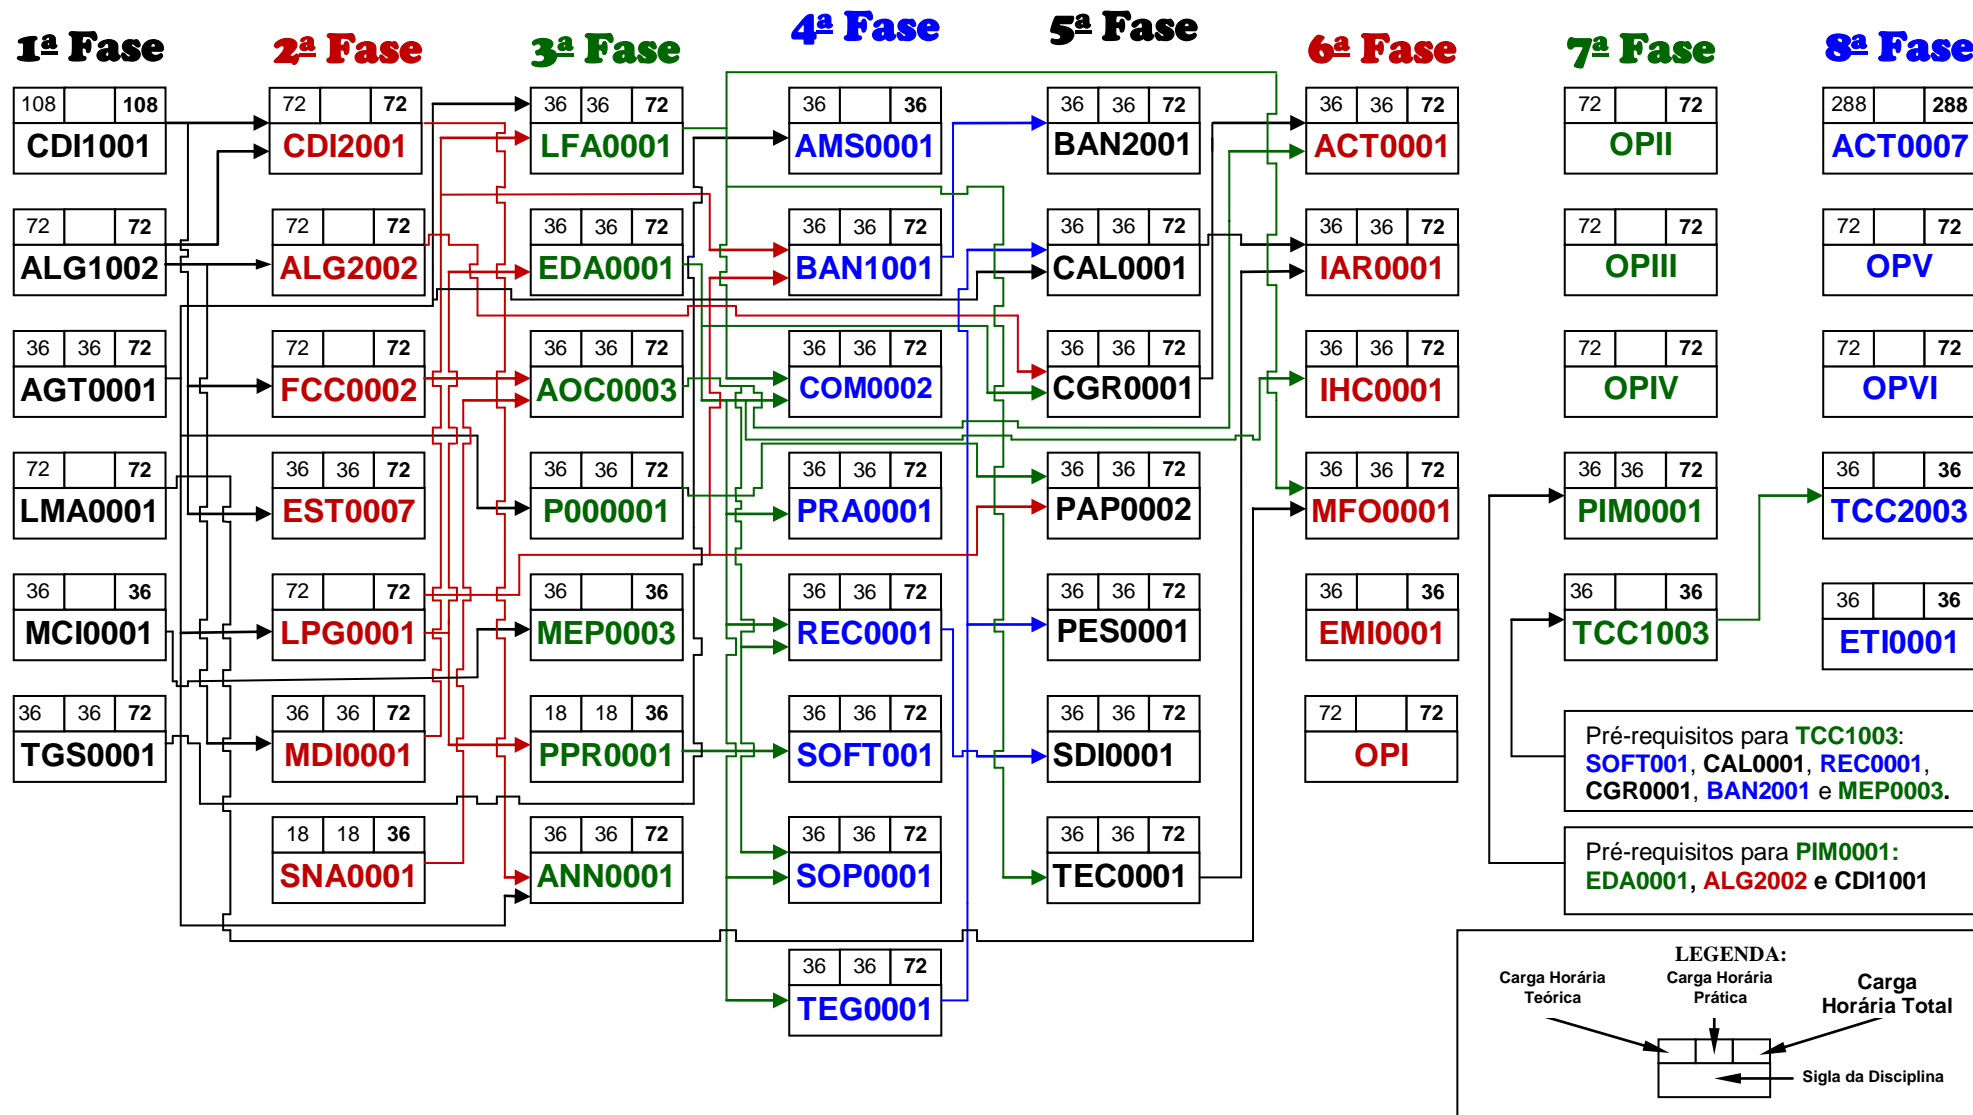 1ª Fase
108 108
CDI1001
72 72
ALG1002
36 36 72
AGT0001
72 72
LMA0001
36 36
MCI0001
36 36 72
TGS0001
2ª Fase
72 72
CDI2001
72 72
ALG2002
72 72
FCC0002
36 36 72
EST0007
72 72
LPG0001
36 36 72
MDI0001
18 18 36
SNA0001
3ª Fase
36 36 72
LFA0001
36 36 72
EDA0001
36 36 72
AOC0003
36 36 72
P000001
36 36
MEP0003
18 18 36
PPR0001
36 36 72
ANN0001
4ª Fase
36 36
AMS0001
36 36 72
BAN1001
36 36 72
COM0002
36 36 72
PRA0001
36 36 72
REC0001
36 36 72
SOFT001
36 36 72
SOP0001
36 36 72
TEG0001
5ª Fase
36 36 72
BAN2001
36 36 72
CAL0001
36 36 72
CGR0001
36 36 72
PAP0002
36 36 72
PES0001
36 36 72
SDI0001
36 36 72
TEC0001
6ª Fase
36 36 72
ACT0001
36 36 72
IAR0001
36 36 72
IHC0001
36 36 72
MFO0001
36 36
EMI0001
72 72
OPI
7ª Fase
72 72
OPII
72 72
OPIII
72 72
OPIV
36 36 72
PIM0001
36 36
TCC1003
8ª Fase
288 288
ACT0007
72 72
OPV
72 72
OPVI
36 36
TCC2003
36 36
ETI0001
Pré-requisitos para TCC1003:
SOFT001, CAL0001, REC0001,
CGR0001, BAN2001 e MEP0003.
Pré-requisitos para PIM0001:
EDA0001, ALG2002 e CDI1001
LEGENDA:
Carga Horária
Teórica
Carga Horária
Prática
Carga
Horária Total
Sigla da Disciplina